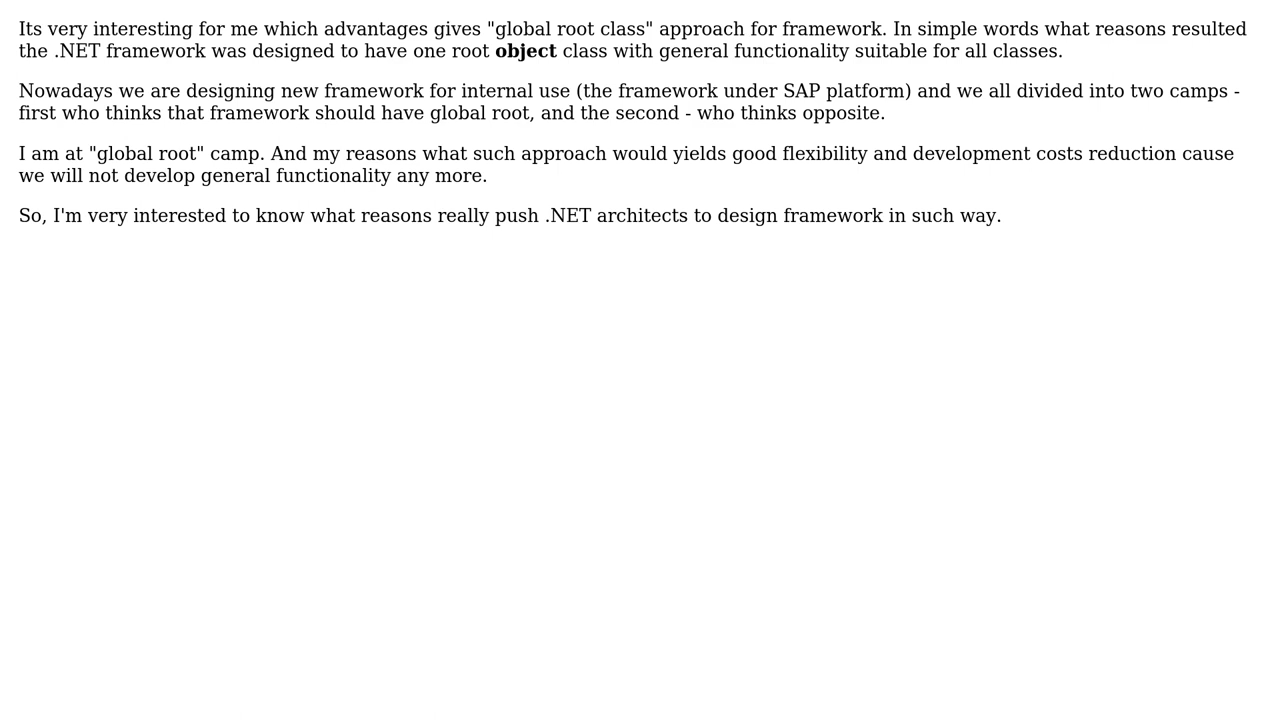 Its very interesting for me which advantages gives "global root class" approach for framework. In simple words what reasons resulted
the .NET framework was designed to have one root object class with general functionality suitable for all classes.
Nowadays we are designing new framework for internal use (the framework under SAP platform) and we all divided into two camps -
first who thinks that framework should have global root, and the second - who thinks opposite.
I am at "global root" camp. And my reasons what such approach would yields good flexibility and development costs reduction cause
we will not develop general functionality any more.
So, I'm very interested to know what reasons really push .NET architects to design framework in such way.